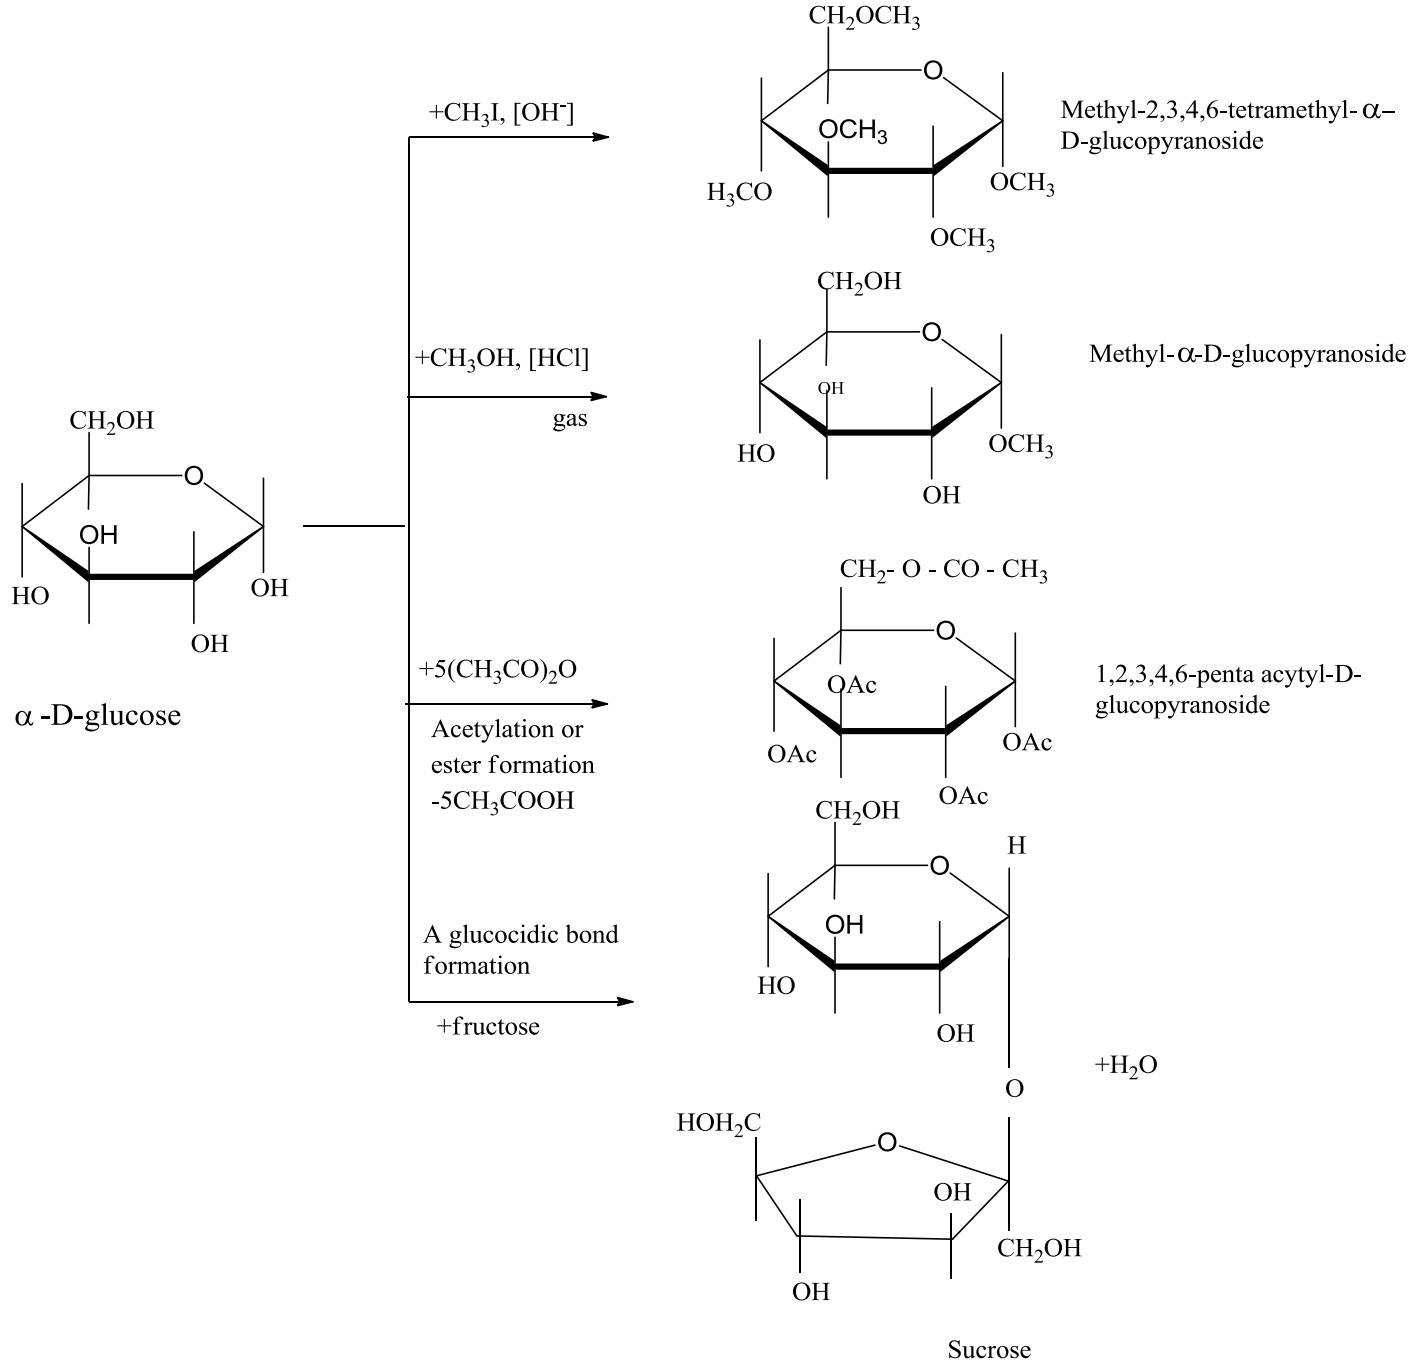 CH₂OH
O
OH
HO
OH
OH
α -D-glucose
+CH₃I, [OH⁻]
CH₂OCH₃
O
OCH₃
H₃CO
OCH₃
OCH₃
Methyl-2,3,4,6-tetramethyl- α–
D-glucopyranoside
+CH₃OH, [HCl]
gas
CH₂OH
O
OH
HO
OCH₃
OH
Methyl-α-D-glucopyranoside
+5(CH₃CO)₂O
Acetylation or
ester formation
-5CH₃COOH
CH₂- O - CO - CH₃
O
OAc
OAc
OAc
OAc
1,2,3,4,6-penta acytyl-D-
glucopyranoside
A glucocidic bond
formation
+fructose
CH₂OH
H
O
OH
HO
OH
+H₂O
O
HOH₂C
O
OH
CH₂OH
OH
Sucrose